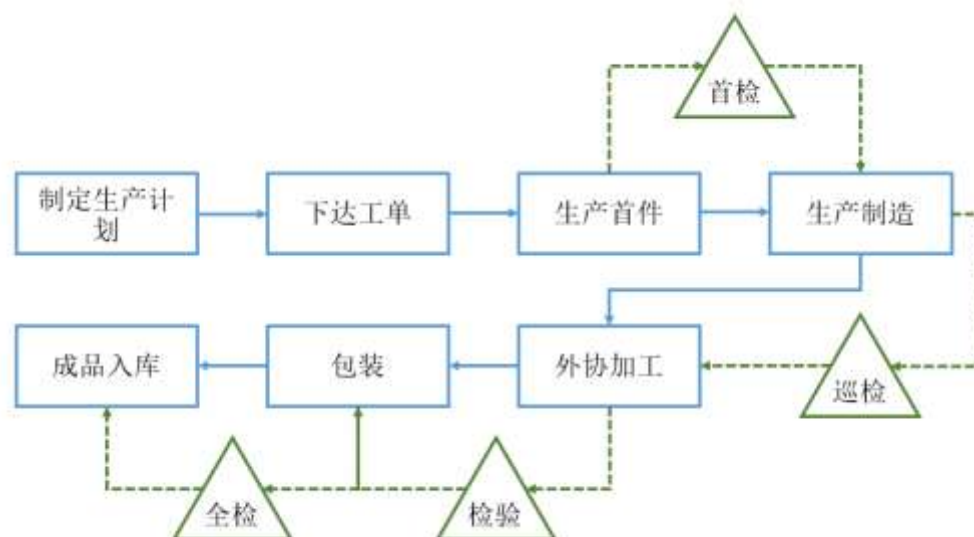 首检
制定生产计
划
下达工单
生产首件
生产制造
成品入库
包装
外协加工
巡检
全检
检验